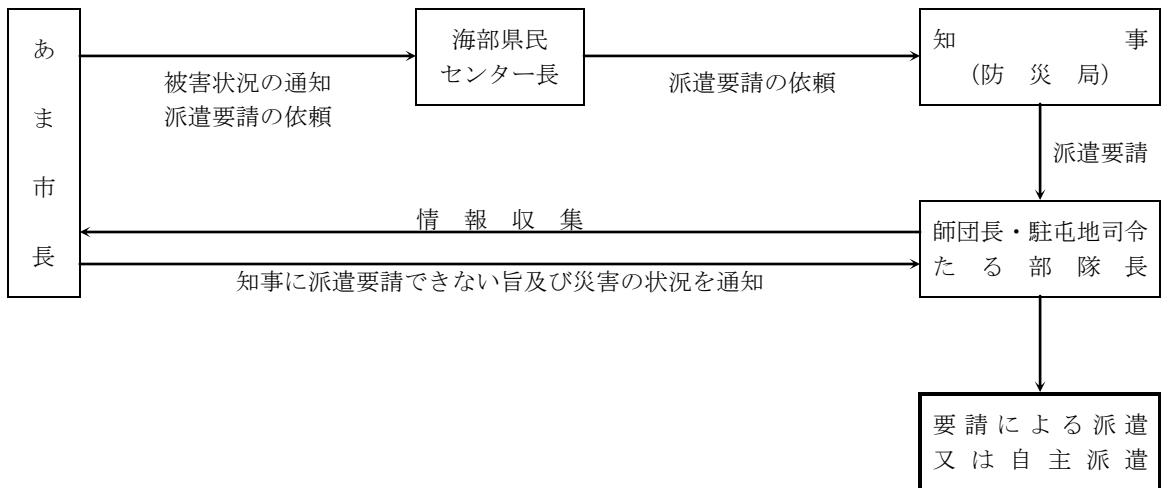 あま市長
被害状況の通知
派遣要請の依頼
海部県民
センター長
派遣要請の依頼
知事
（防災局）
派遣要請
情報収集
知事に派遣要請できない旨及び災害の状況を通知
師団長・駐屯地司令
たる部隊長
要請による派遣
又は自主派遣